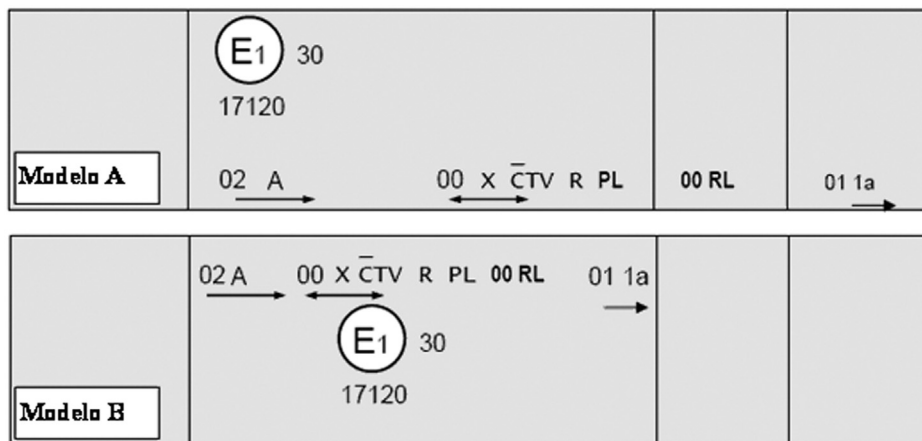 E1 30
17120
Modelo A
02 A 00 X C̅TV R PL 00 RL 01 1a
02 A 00 X C̅TV R PL 00 RL 01 1a
E1 30
17120
Modelo B